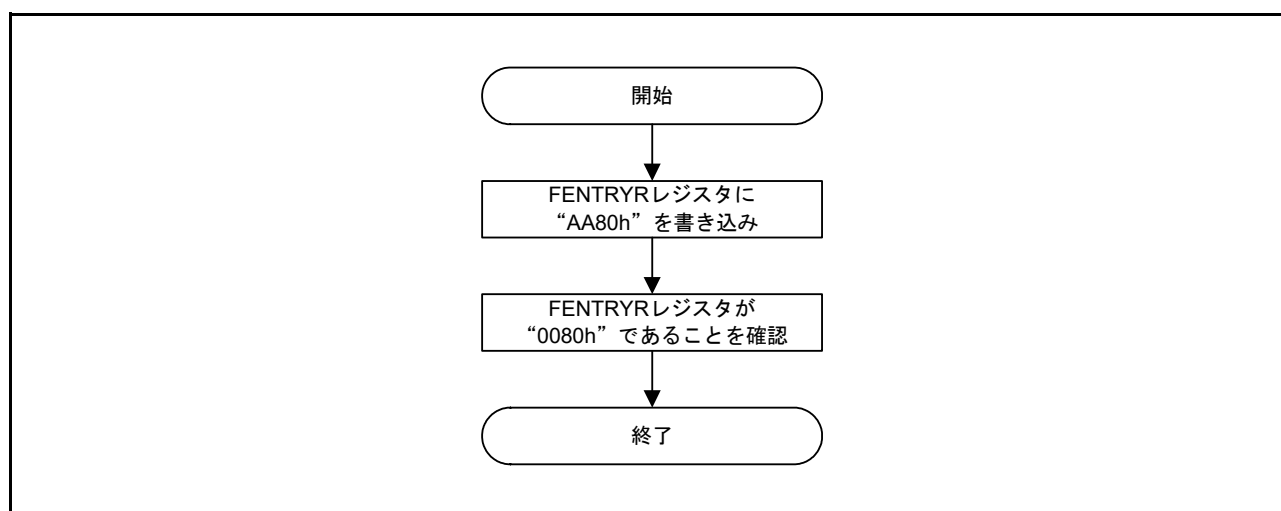 開始
FENTRYRレジスタに
“AA80h”を書き込み
FENTRYRレジスタが
“0080h”であることを確認
終了